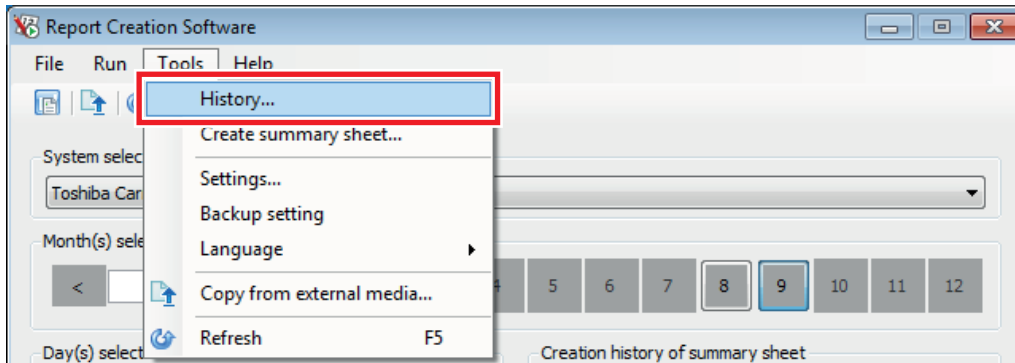 Report Creation Software
File Run Tools Help
History...
Create summary sheet...
System selec
Settings...
Toshiba Car
Backup setting
Month(s) sele
Language
< 5 6 7 8 9 10 11 12
Copy from external media...
Refresh F5
Day(s) select
Creation history of summary sheet